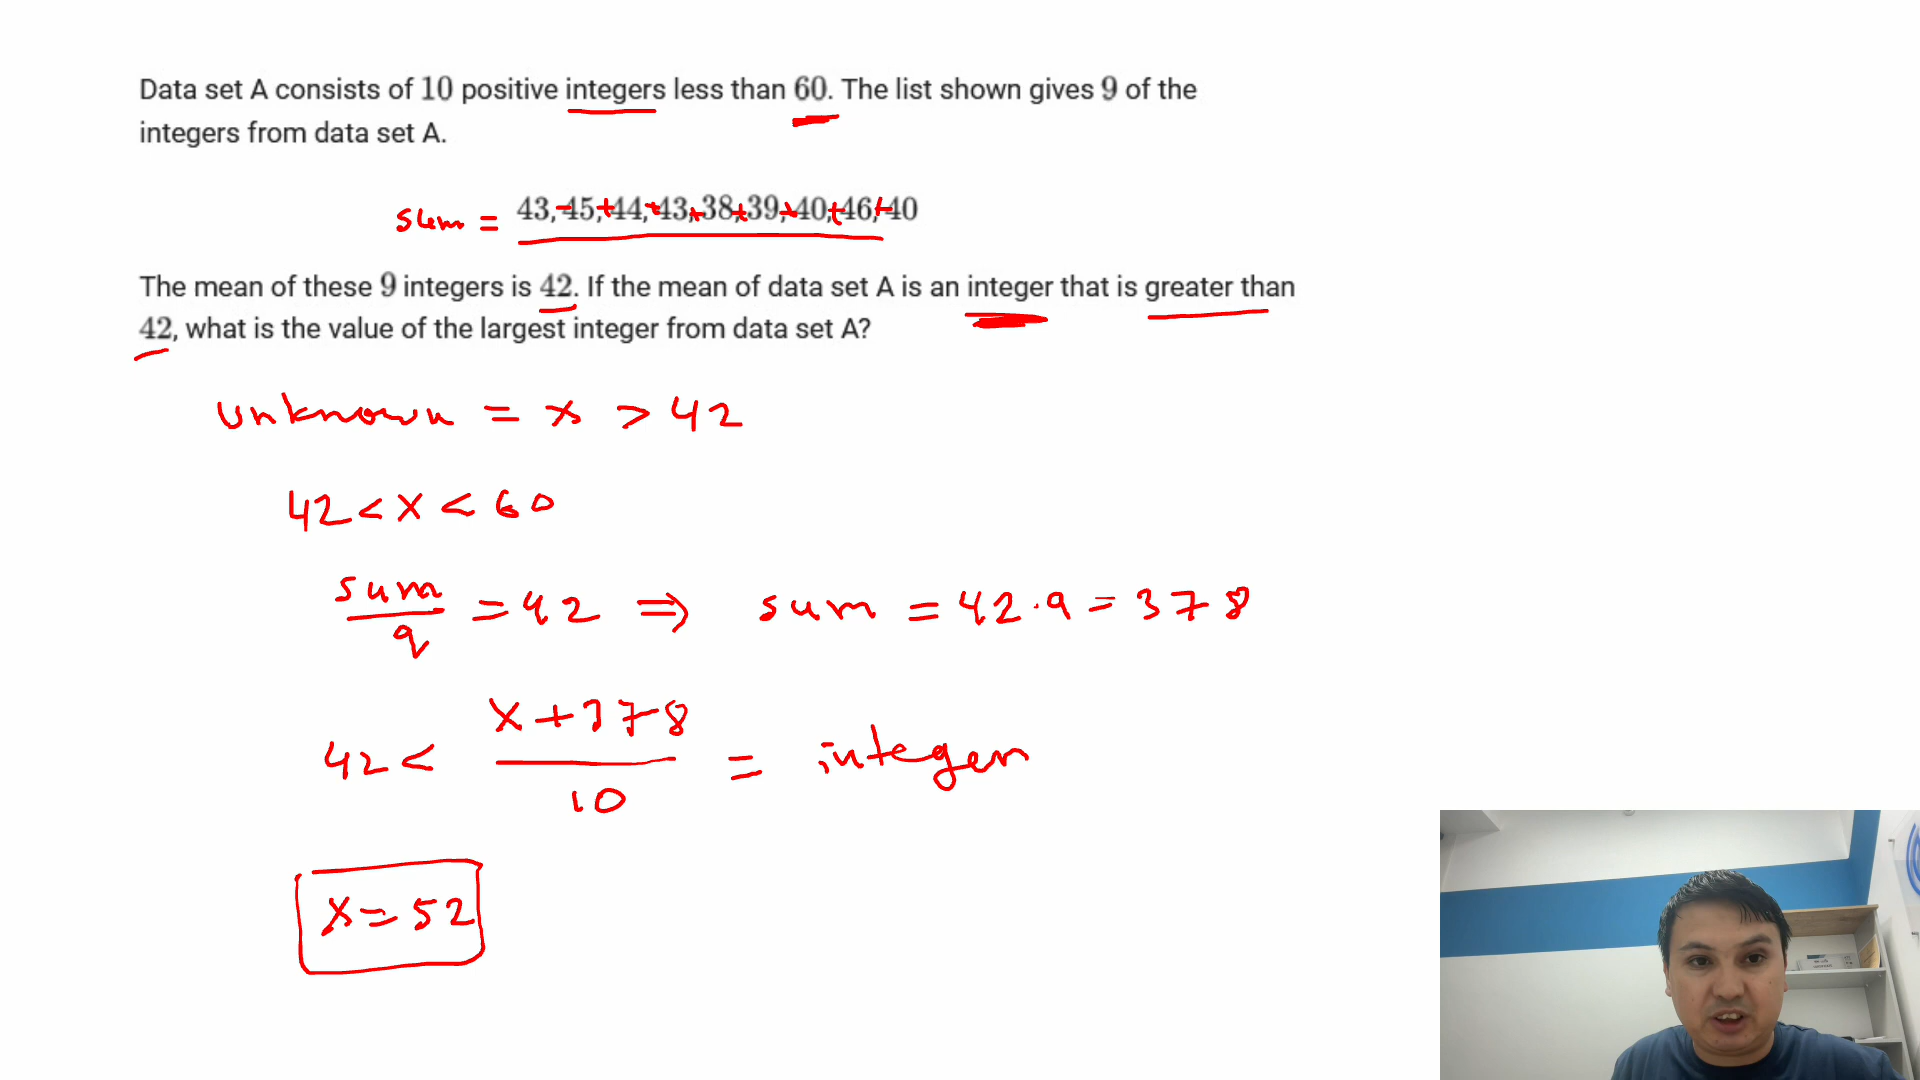 Data set A consists of 10 positive integers less than 60. The list shown gives 9 of the
integers from data set A.
sum = 43, 45, 44, 43, 38, 39, 40, 46, 40
The mean of these 9 integers is 42. If the mean of data set A is an integer that is greater than
42, what is the value of the largest integer from data set A?
unknown = x > 42
42 < x < 60
sum/9 = 42 ⇒ sum = 42·9 = 378
42 < (x+378)/10 = integer
x = 52